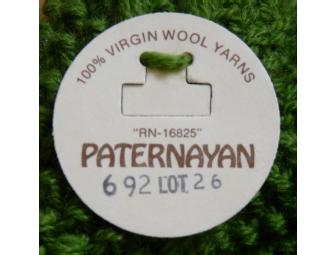 100% VIRGIN WOOL YARNS
"RN-16825"
PATERNAYAN
692 LOT 26